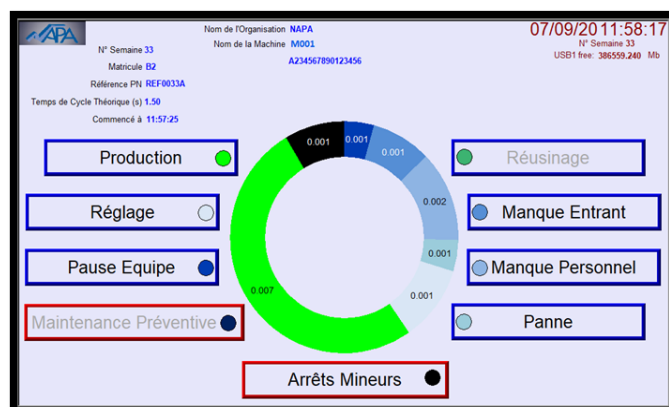 NAPA
Nom de l'Organisation NAPA
07/09/20 11:58:17
N° Semaine 33
Nom de la Machine M001
N° Semaine 33
USB1 free: 386559,240 Mb
Matricule B2
A234567890123456
Référence PN REF0033A
Temps de Cycle Théorique (s) 1.50
Commencé à 11:57:25
0.001
0.001
0.001
Production
Réusinage
0.002
Réglage
Manque Entrant
0.001
Pause Equipe
Manque Personnel
0.007
0.001
Maintenance Préventive
Panne
Arrêts Mineurs